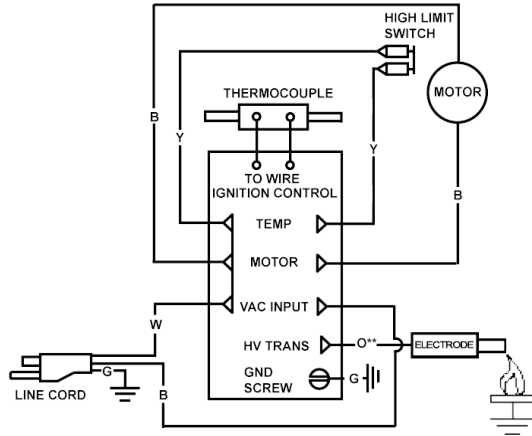 HIGH LIMIT
SWITCH
THERMOCOUPLE
MOTOR
B
Y
Y
TO WIRE
IGNITION CONTROL
B
TEMP
MOTOR
VAC INPUT
W
HV TRANS
O**
ELECTRODE
G
GND
SCREW
G
LINE CORD
B